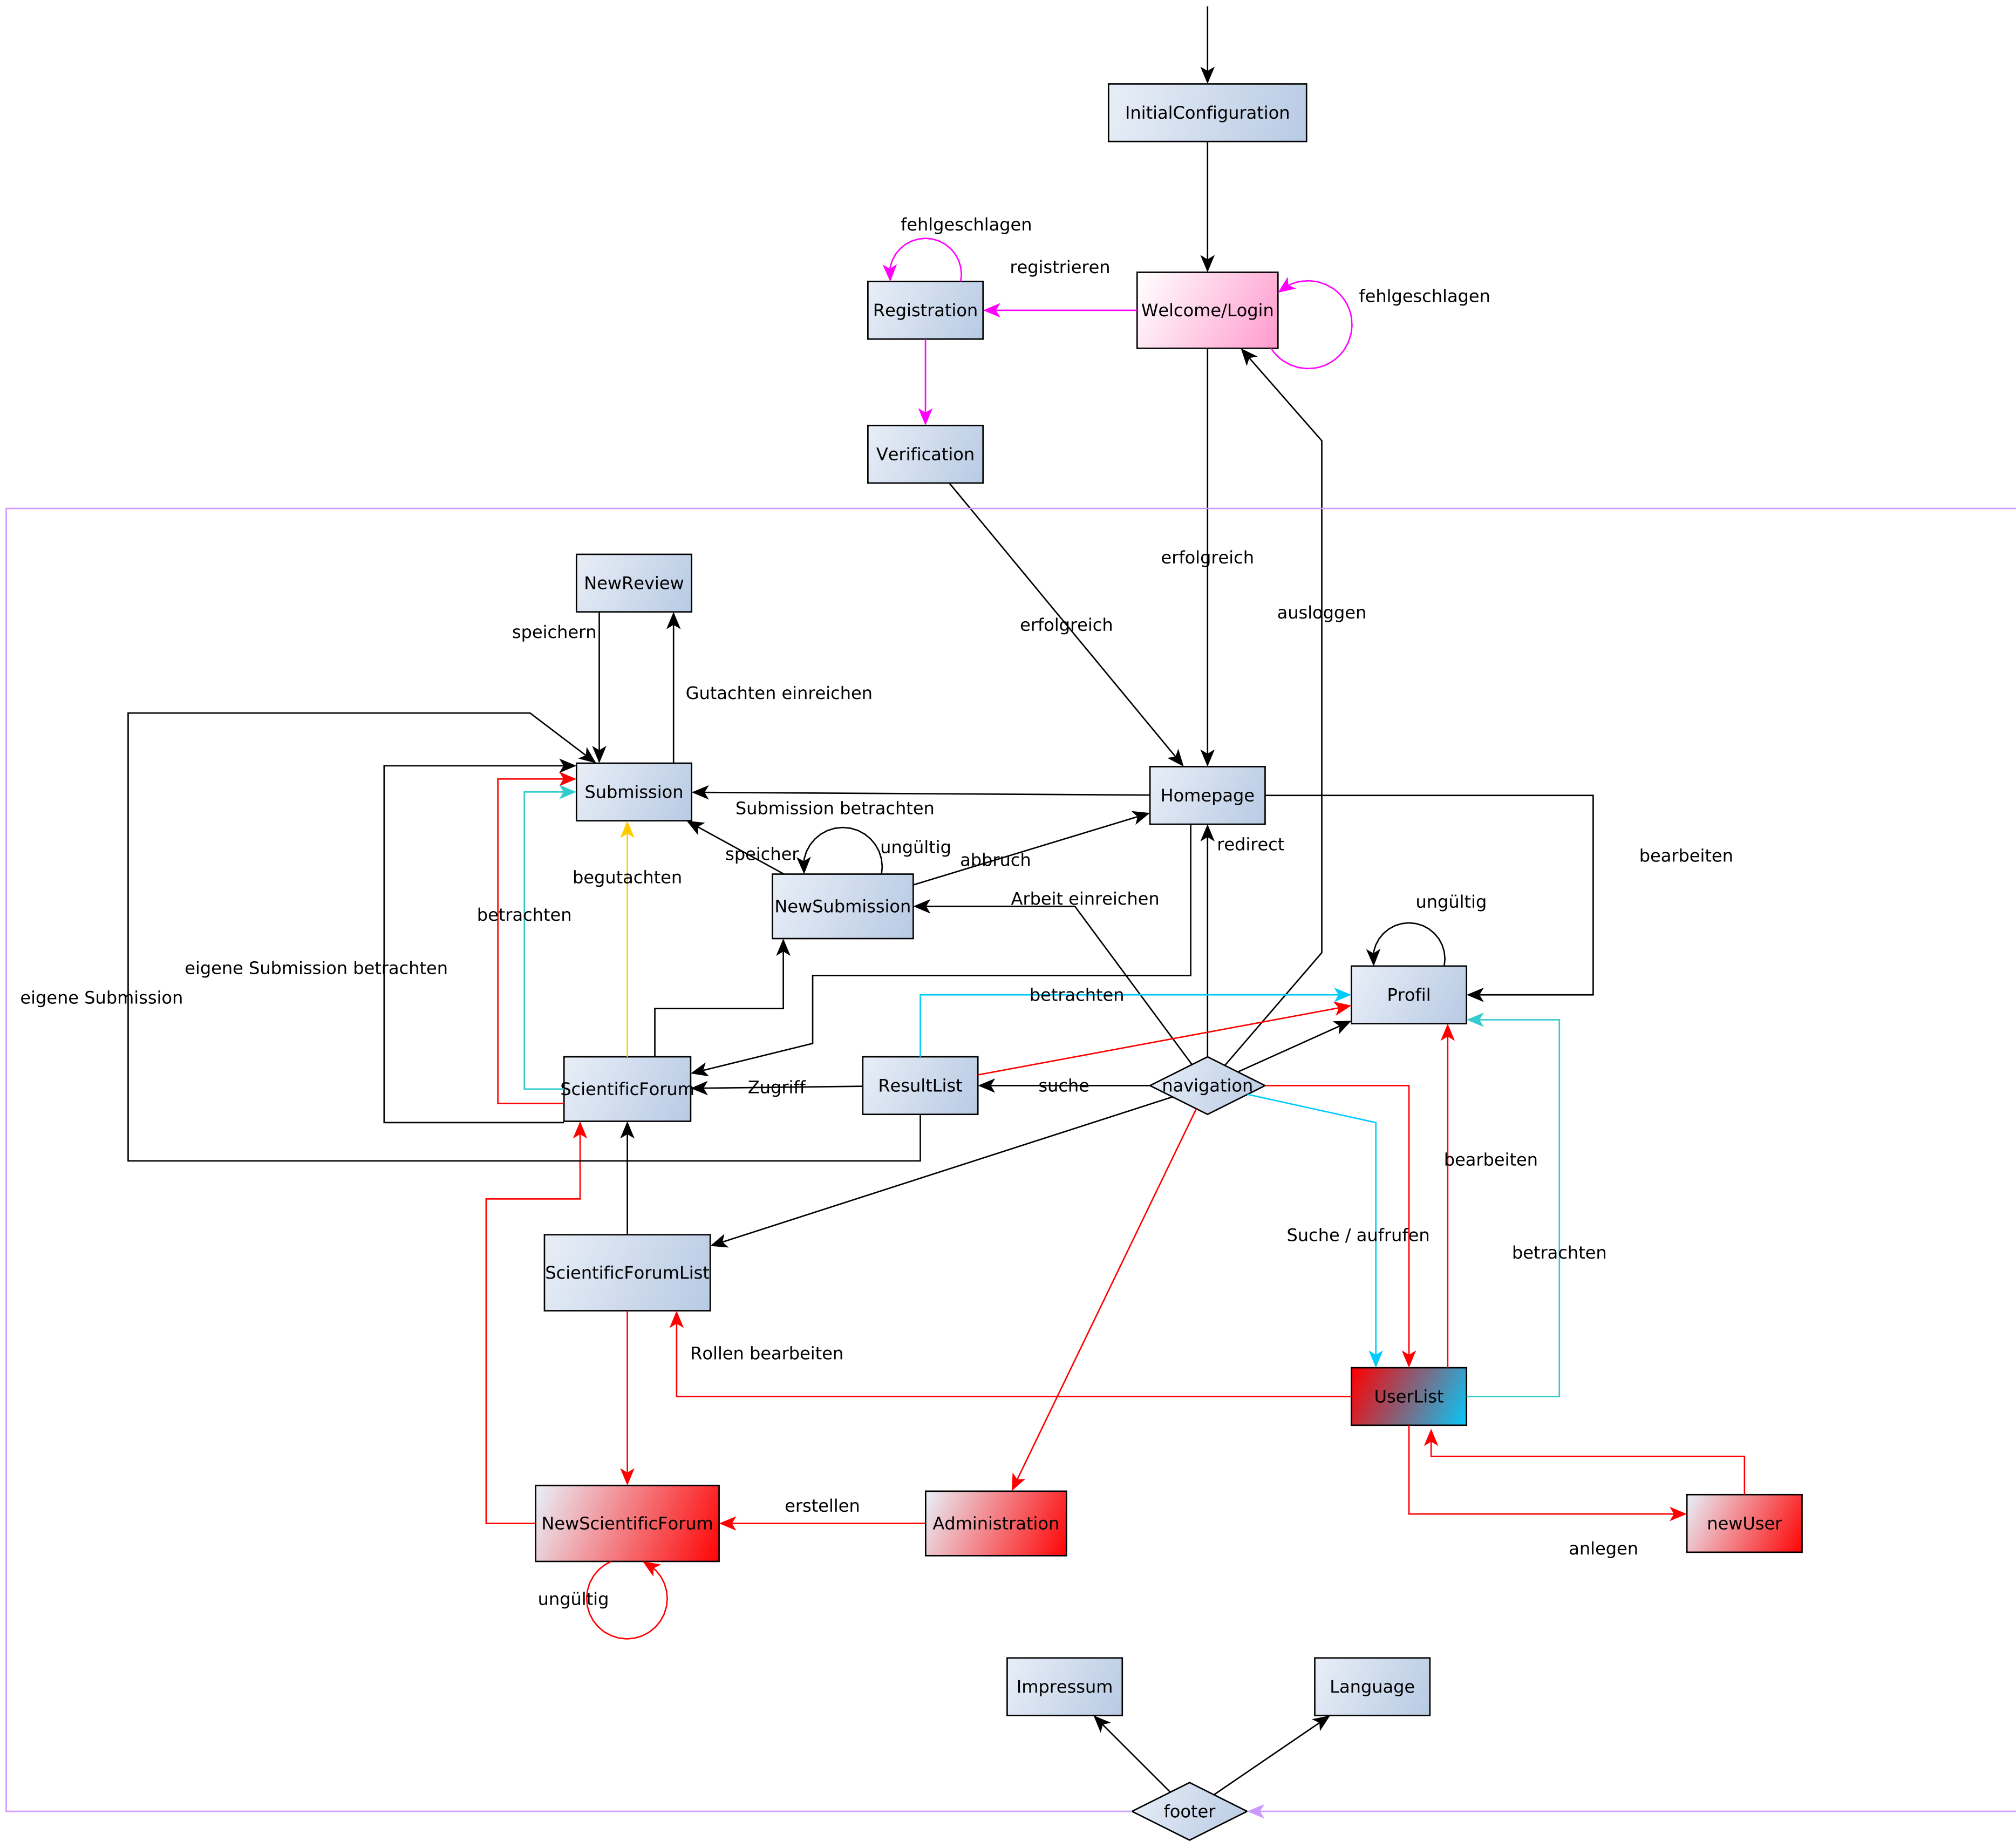 InitialConfiguration
fehlgeschlagen
registrieren
fehlgeschlagen
Registration
Welcome/Login
Verification
erfolgreich
NewReview
ausloggen
erfolgreich
speichern
Gutachten einreichen
Submission
Homepage
Submission betrachten
redirect
ungültig
speicher
abbruch
bearbeiten
begutachten
Arbeit einreichen
ungültig
NewSubmission
betrachten
eigene Submission betrachten
eigene Submission
betrachten
Profil
ScientificForum
Zugriff
ResultList
suche
navigation
bearbeiten
Suche / aufrufen
betrachten
ScientificForumList
Rollen bearbeiten
UserList
erstellen
NewScientificForum
Administration
newUser
anlegen
ungültig
Impressum
Language
footer